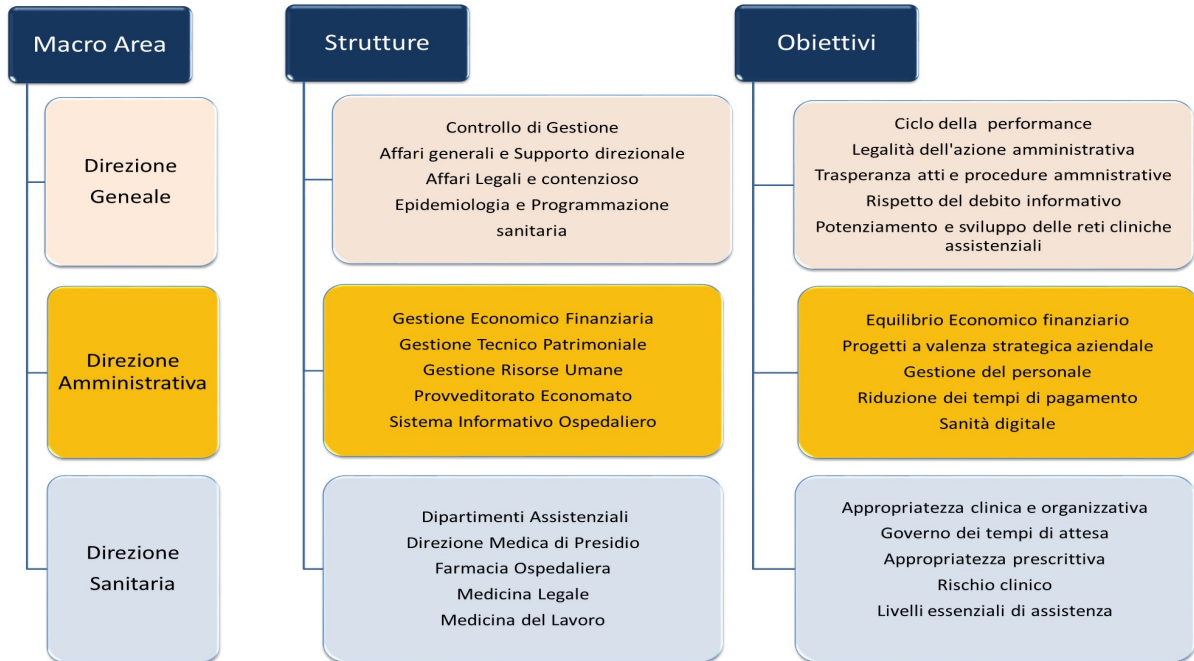 Macro Area
Strutture
Obiettivi
Direzione
Geneale
Controllo di Gestione
Affari generali e Supporto direzionale
Affari Legali e contenzioso
Epidemiologia e Programmazione
sanitaria
Ciclo della performance
Legalità dell'azione amministrativa
Trasperanza atti e procedure ammnistrative
Rispetto del debito informativo
Potenziamento e sviluppo delle reti cliniche
assistenziali
Direzione
Amministrativa
Gestione Economico Finanziaria
Gestione Tecnico Patrimoniale
Gestione Risorse Umane
Provveditorato Economato
Sistema Informativo Ospedaliero
Equilibrio Economico finanziario
Progetti a valenza strategica aziendale
Gestione del personale
Riduzione dei tempi di pagamento
Sanità digitale
Direzione
Sanitaria
Dipartimenti Assistenziali
Direzione Medica di Presidio
Farmacia Ospedaliera
Medicina Legale
Medicina del Lavoro
Appropriatezza clinica e organizzativa
Governo dei tempi di attesa
Appropriatezza prescrittiva
Rischio clinico
Livelli essenziali di assistenza